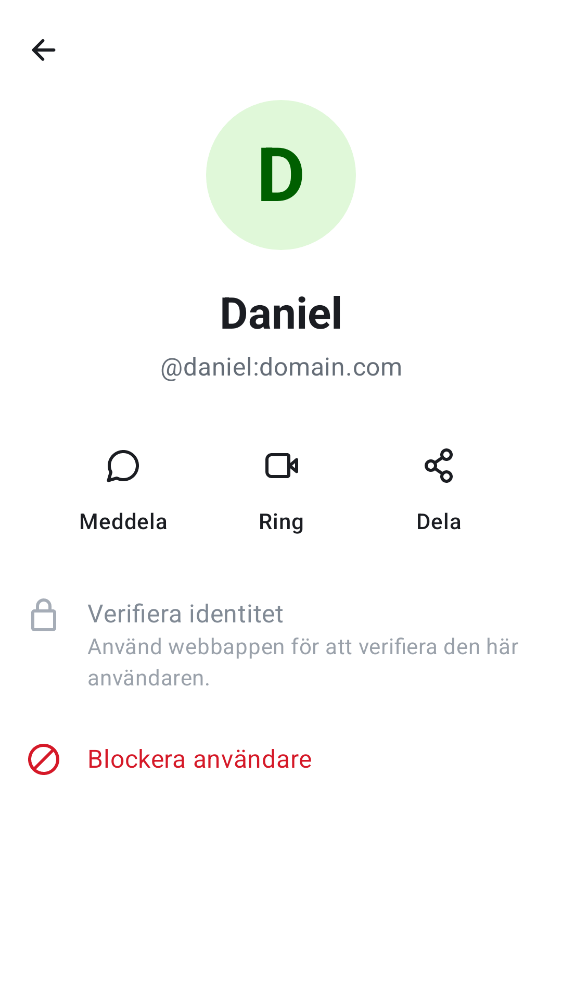 D
Daniel
@daniel:domain.com
Meddela
Ring
Dela
Verifiera identitet
Använd webbappen för att verifiera den här
användaren.
Blockera användare